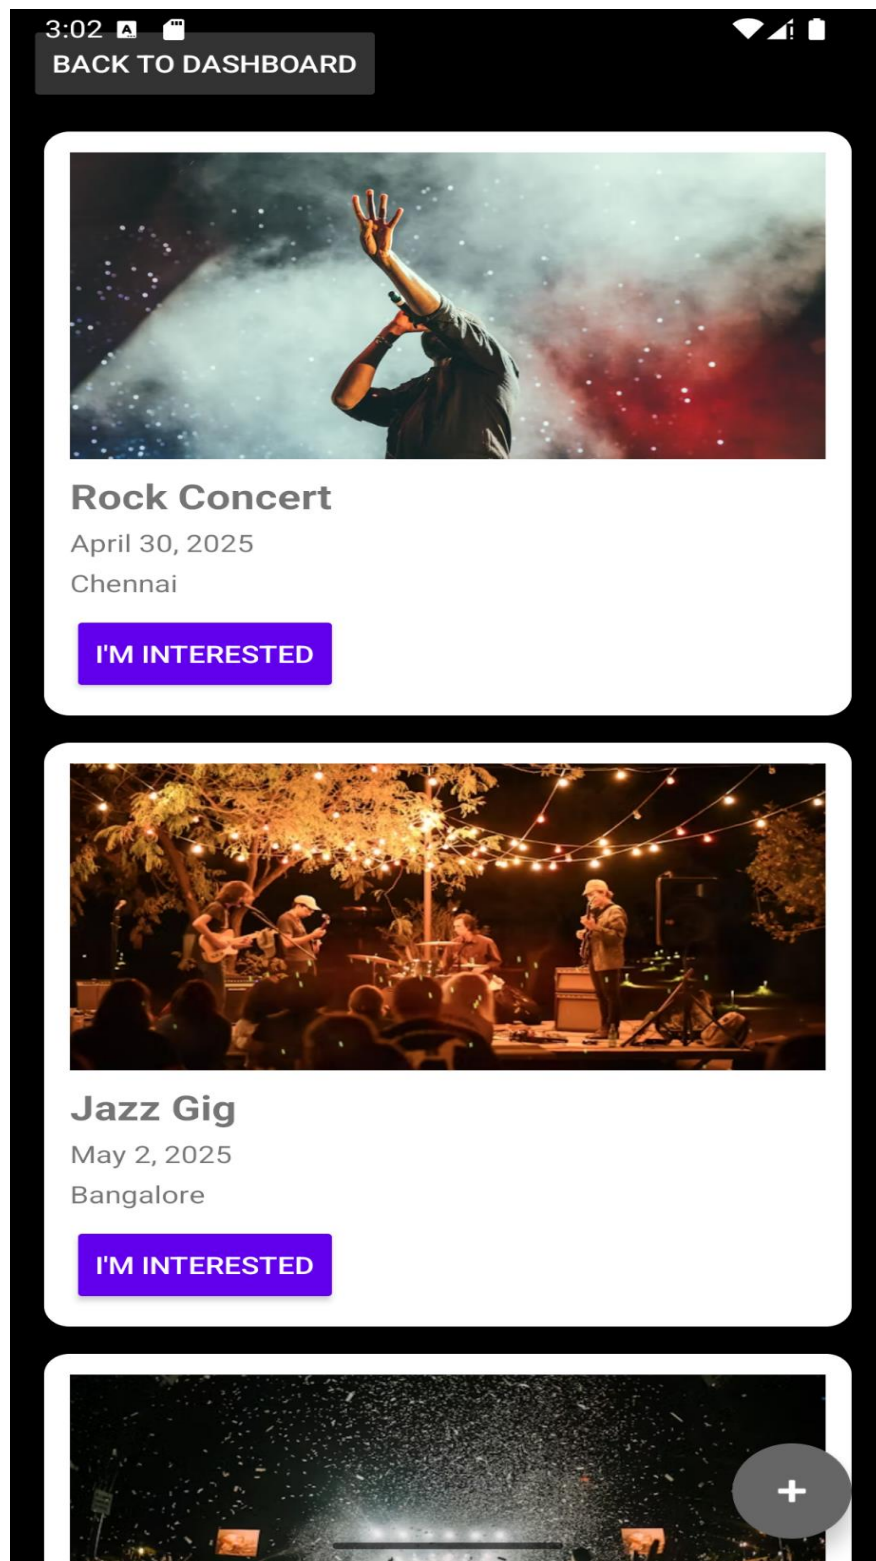 3:02
BACK TO DASHBOARD
Rock Concert
April 30, 2025
Chennai
I'M INTERESTED
Jazz Gig
May 2, 2025
Bangalore
I'M INTERESTED
+